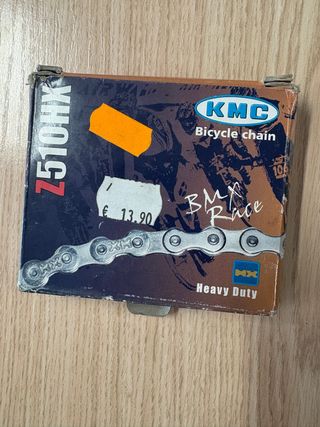 Z510HX
KMC
Bicycle chain
€ 13.90
BMX
Race
HX
Heavy Duty